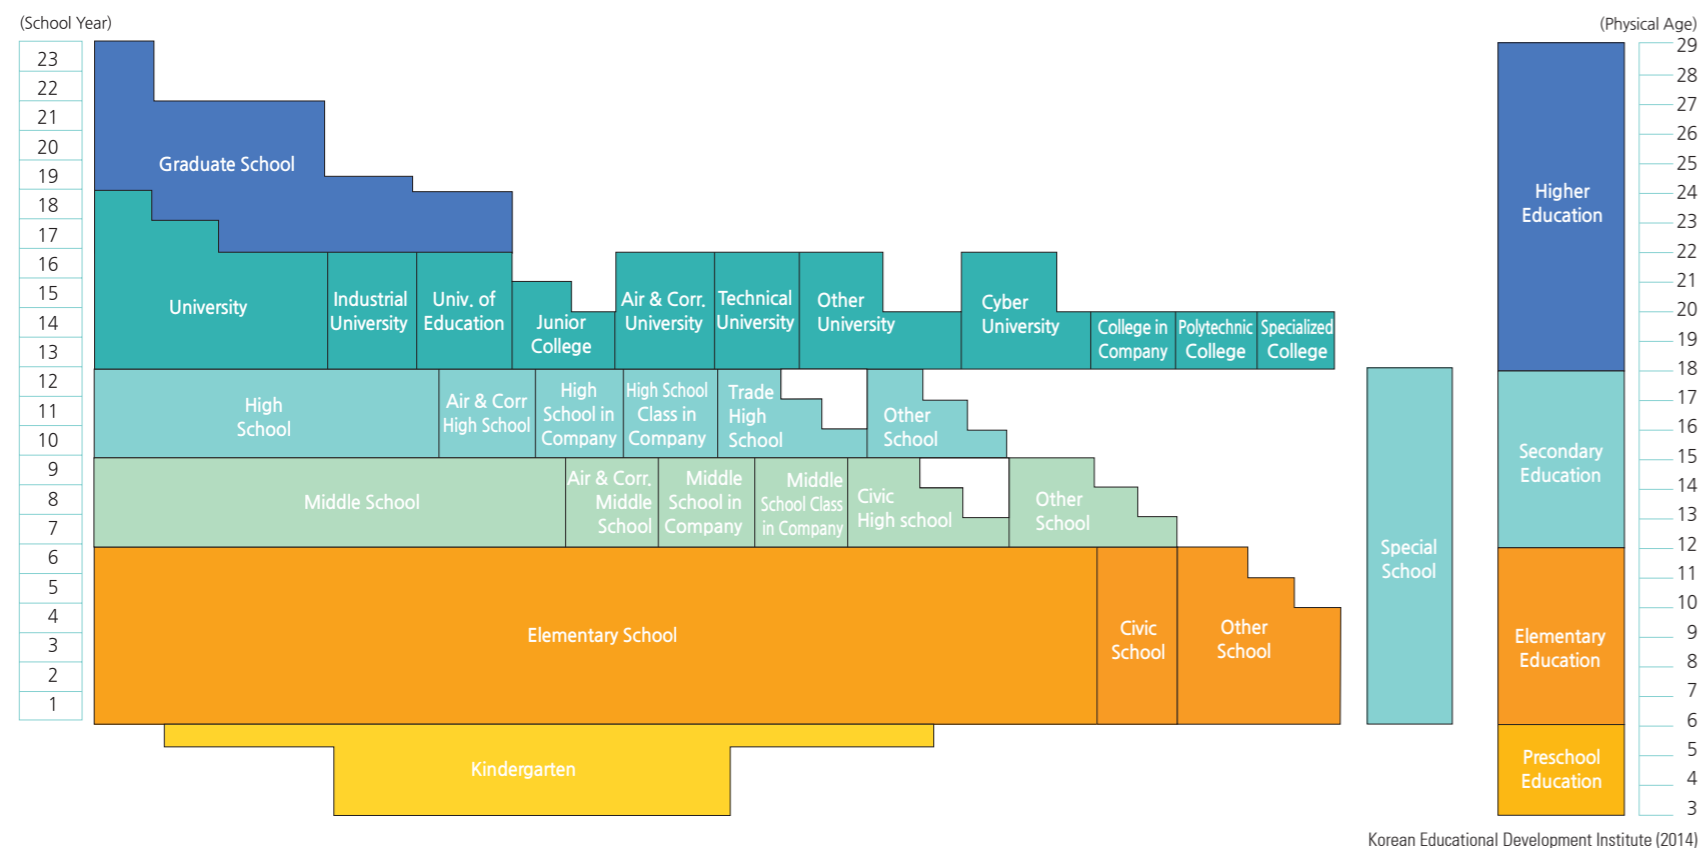 (School Year)
(Physical Age)
23
22
21
20
19
18
17
16
15
14
13
12
11
10
9
8
7
6
5
4
3
2
1
Graduate School
University
Industrial
University
Univ. of
Education
Junior
College
Air & Corr.
University
Technical
University
Other
University
Cyber
University
College in
Company
Polytechnic
College
Specialized
College
High
School
Air & Corr
High School
High
School in
Company
High School
Class in
Company
Trade
High
School
Other
School
Middle School
Air & Corr.
Middle
School
Middle
School in
Company
Middle
School Class
in Company
Civic
High school
Other
School
Elementary School
Civic
School
Other
School
Kindergarten
Special
School
Higher
Education
Secondary
Education
Elementary
Education
Preschool
Education
29
28
27
26
25
24
23
22
21
20
19
18
17
16
15
14
13
12
11
10
9
8
7
6
5
4
3
Korean Educational Development Institute (2014)